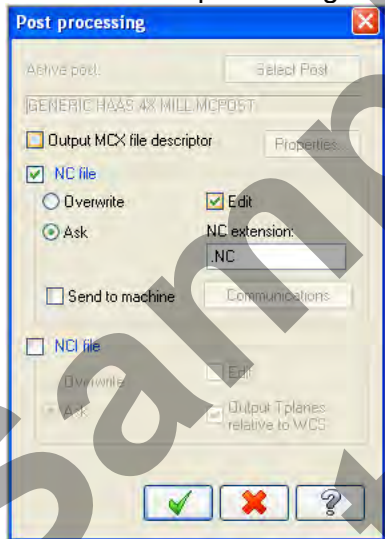 Post processing
Active post:
Select Post
GENERIC HAAS 4X MILL.MCPOST
Output MCX file descriptor
Properties
NC file
Overwrite
Edit
Ask
NC extension:
.NC
Send to machine
Communications
NCI file
Overwrite
Edit
Ask
Output Tplanes
relative to WCS
Sam